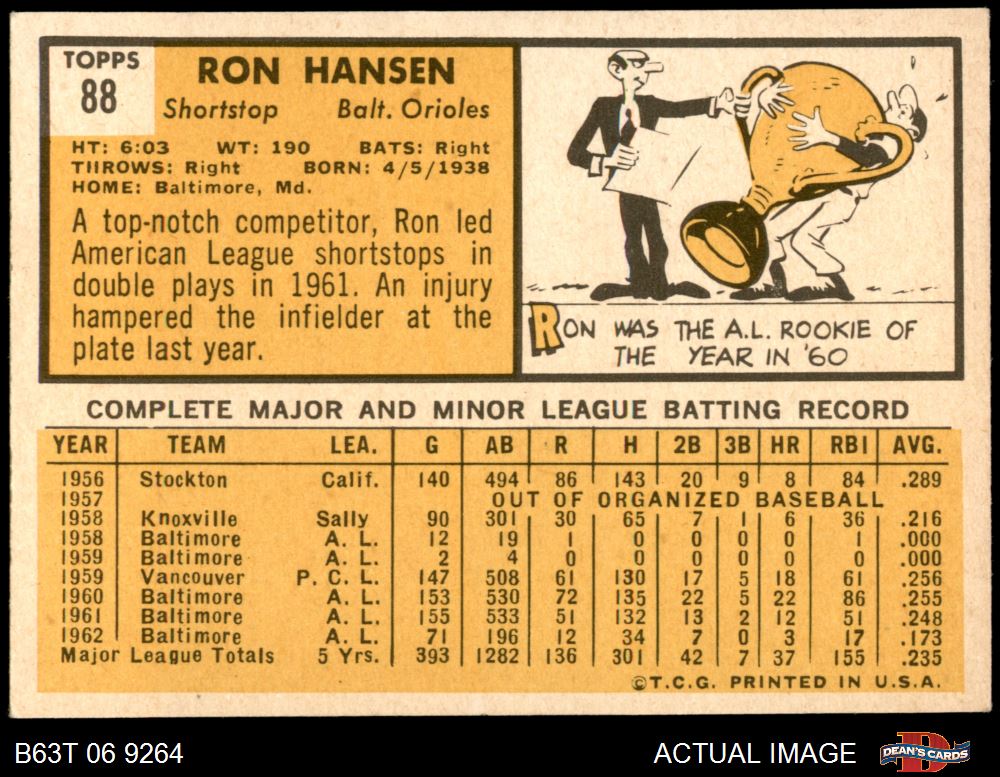 TOPPS
88
RON HANSEN
Shortstop Balt. Orioles
HT: 6:03 WT: 190 BATS: Right
THROWS: Right BORN: 4/5/1938
HOME: Baltimore, Md.
A top-notch competitor, Ron led
American League shortstops in
double plays in 1961. An injury
hampered the infielder at the
plate last year.
RON WAS THE A.L. ROOKIE OF
THE YEAR IN '60
COMPLETE MAJOR AND MINOR LEAGUE BATTING RECORD
YEAR TEAM LEA. G AB R H 2B 3B HR RBI AVG.
1956 Stockton Calif. 140 494 86 143 20 9 8 84 .289
1957 OUT OF ORGANIZED BASEBALL
1958 Knoxville Sally 90 301 30 65 7 1 6 36 .216
1958 Baltimore A. L. 12 19 1 0 0 0 0 1 .000
1959 Baltimore A. L. 2 4 0 0 0 0 0 0 .000
1959 Vancouver P. C. L. 147 508 61 130 17 5 18 61 .256
1960 Baltimore A. L. 153 530 72 135 22 5 22 86 .255
1961 Baltimore A. L. 155 533 51 132 13 2 12 51 .248
1962 Baltimore A. L. 71 196 12 34 7 0 3 17 .173
Major League Totals 5 Yrs. 393 1282 136 301 42 7 37 155 .235
©T.C.G. PRINTED IN U.S.A.
B63T 06 9264 ACTUAL IMAGE DEAN'S CARDS